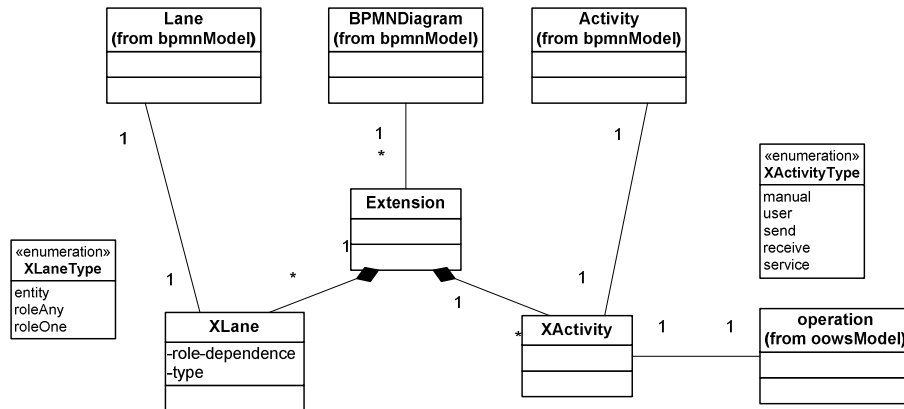 Lane
(from bpmnModel)
BPMNDiagram
(from bpmnModel)
Activity
(from bpmnModel)
1
1
*
1
«enumeration»
XActivityType
manual
user
send
receive
service
Extension
1
«enumeration»
XLaneType
entity
roleAny
roleOne
1
*
1
1
XLane
-role-dependence
-type
*
XActivity
1
1
operation
(from oowsModel)